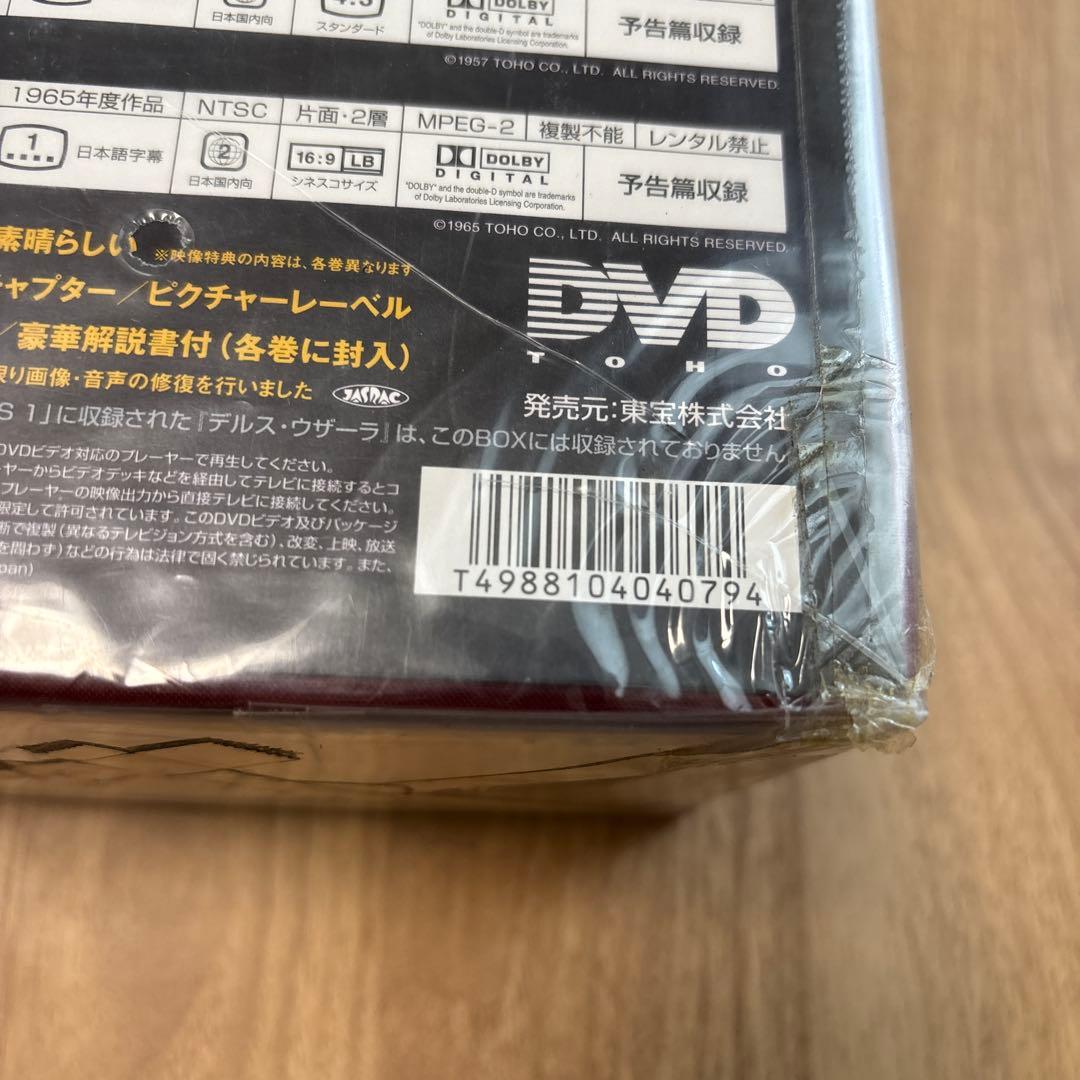 日本国内向
4:3
スタンダード
DOLBY
DIGITAL
"DOLBY" and the double-D symbol are trademarks
of Dolby Laboratories Licensing Corporation.
予告篇収録
©1957 TOHO CO., LTD. ALL RIGHTS RESERVED.
1965年度作品 NTSC 片面・2層 MPEG-2 複製不能 レンタル禁止
1
日本語字幕
2
日本国内向
16:9 LB
シネスコサイズ
DOLBY
DIGITAL
"DOLBY" and the double-D symbol are trademarks
of Dolby Laboratories Licensing Corporation.
予告篇収録
©1965 TOHO CO., LTD. ALL RIGHTS RESERVED.
素晴らしい ※映像特典の内容は、各巻異なります
チャプター/ピクチャーレーベル
/豪華解説書付(各巻に封入)
限り画像・音声の修復を行いました JASRAC
S 1」に収録された『デルス・ウザーラ』は、このBOXには収録されておりません
DVD
TOHO
発売元:東宝株式会社
DVDビデオ対応のプレーヤーで再生してください。
ヤーからビデオデッキなどを経由してテレビに接続するとコ
プレーヤーの映像出力から直接テレビに接続してください。
限定して許可されています。このDVDビデオ及びパッケージ
断で複製(異なるテレビジョン方式を含む)、改変、上映、放送
を問わず)などの行為は法律で固く禁じられています。また、
pan)
T4988104040794